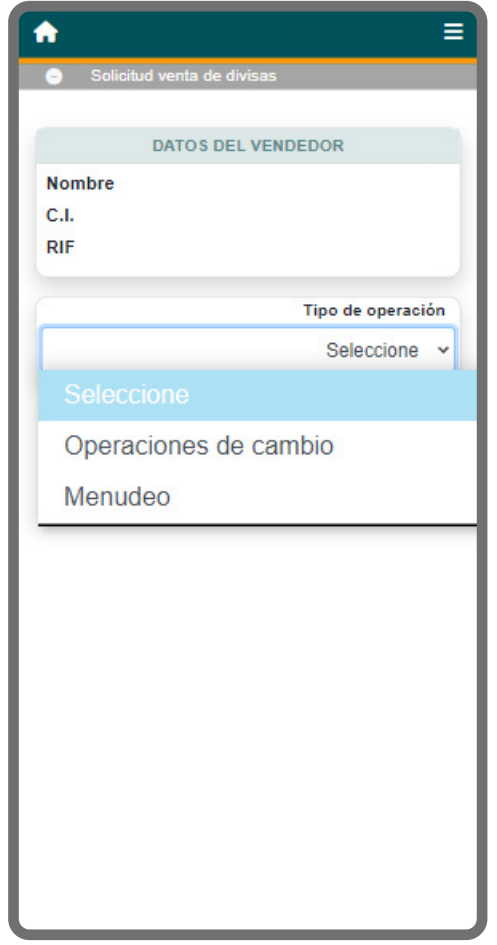 Solicitud venta de divisas
DATOS DEL VENDEDOR
Nombre
C.I.
RIF
Tipo de operación
Seleccione
Seleccione
Operaciones de cambio
Menudeo